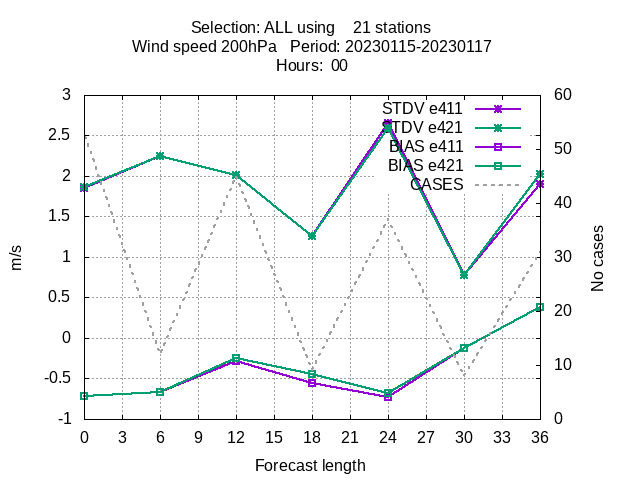 Selection: ALL using    21 stations
Wind speed 200hPa   Period: 20230115-20230117
Hours:  00
3
2.5
2
1.5
1
0.5
0
-0.5
-1
60
50
40
30
20
10
0
STDV e411
STDV e421
BIAS e411
BIAS e421
CASES
m/s
No cases
0 3 6 9 12 15 18 21 24 27 30 33 36
Forecast length